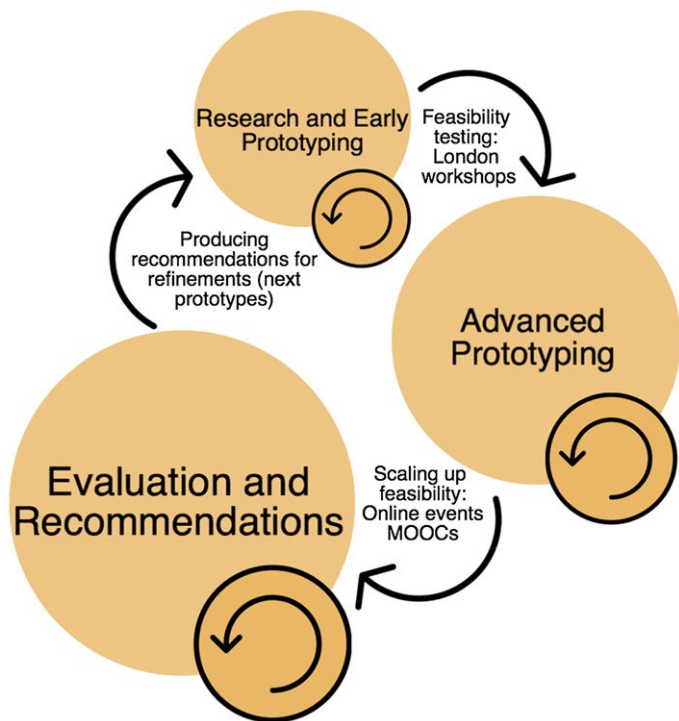 Research and Early
Prototyping
Feasibility
testing:
London
workshops
Producing
recommendations for
refinements (next
prototypes)
Advanced
Prototyping
Evaluation and
Recommendations
Scaling up
feasibility:
Online events
MOOCs